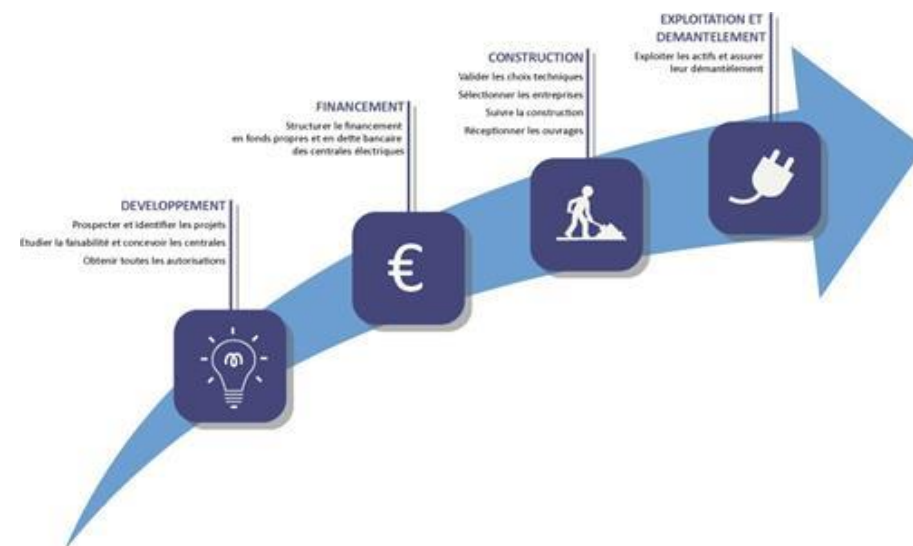 DEVELOPPEMENT
Prospecter et identifier les projets
Etudier la faisabilité et concevoir les centrales
Obtenir toutes les autorisations
FINANCEMENT
Structurer le financement
en fonds propres et en dette bancaire
des centrales électriques
€
CONSTRUCTION
Valider les choix techniques
Sélectionner les entreprises
Suivre la construction
Réceptionner les ouvrages
EXPLOITATION ET
DEMANTELEMENT
Exploiter les actifs et assurer
leur démantèlement